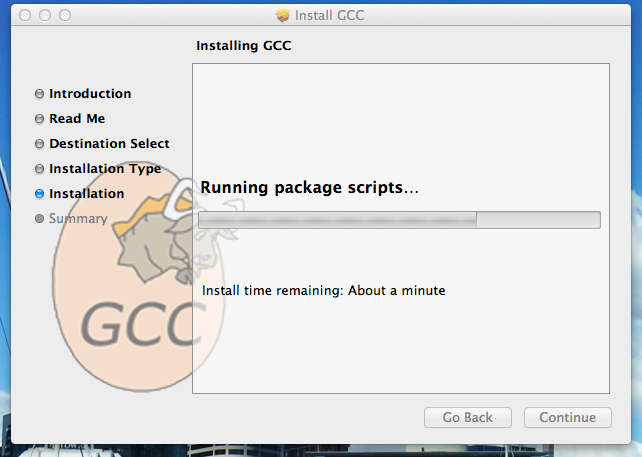 Install GCC
Installing GCC
Introduction
Read Me
Destination Select
Installation Type
Installation
Summary
Running package scripts...
Install time remaining: About a minute
GCC
Go Back
Continue